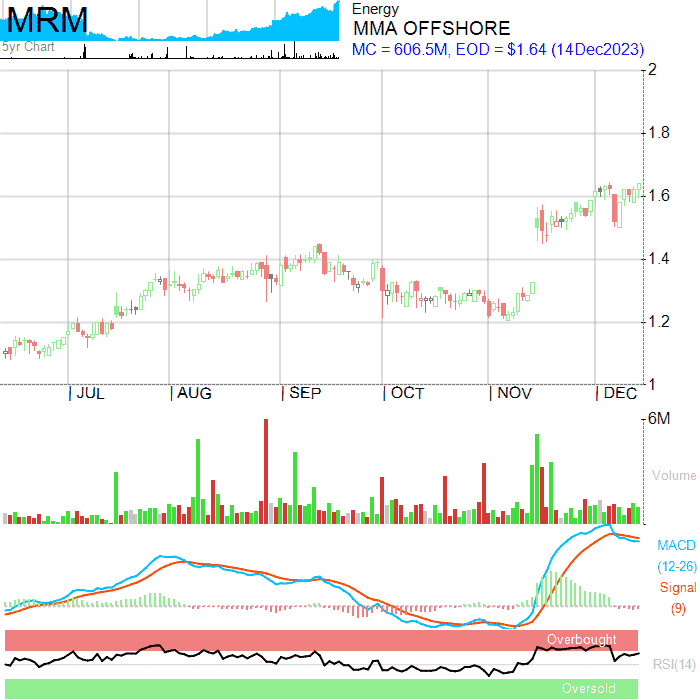 MRM
5yr Chart
Energy
MMA OFFSHORE
MC = 606.5M, EOD = $1.64 (14Dec2023)
2
1.8
1.6
1.4
1.2
1
JUL AUG SEP OCT NOV DEC
6M
Volume
MACD
(12-26)
Signal
(9)
Overbought
RSI(14)
Oversold